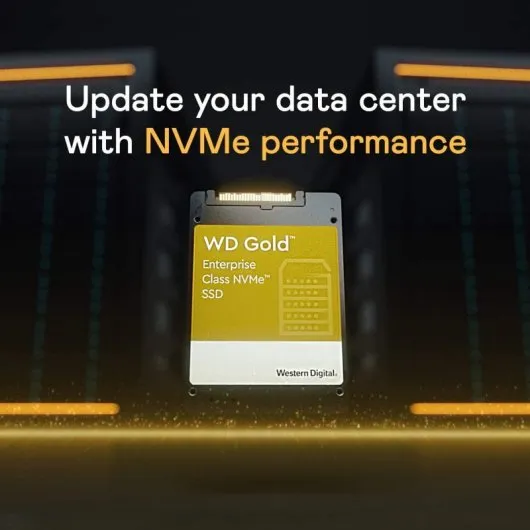 Update your data center
with NVMe performance
WD Gold™
Enterprise
Class NVMe™
SSD
Western Digital®